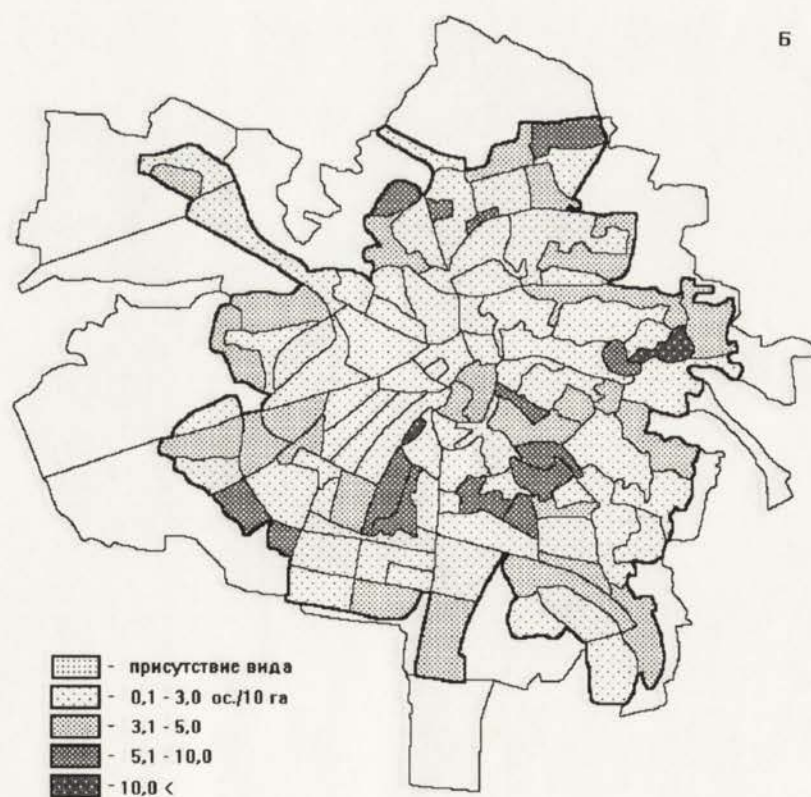 Б
- присутствие вида
- 0,1 - 3,0 ос./10 га
- 3,1 - 5,0
- 5,1 - 10,0
- 10,0 <